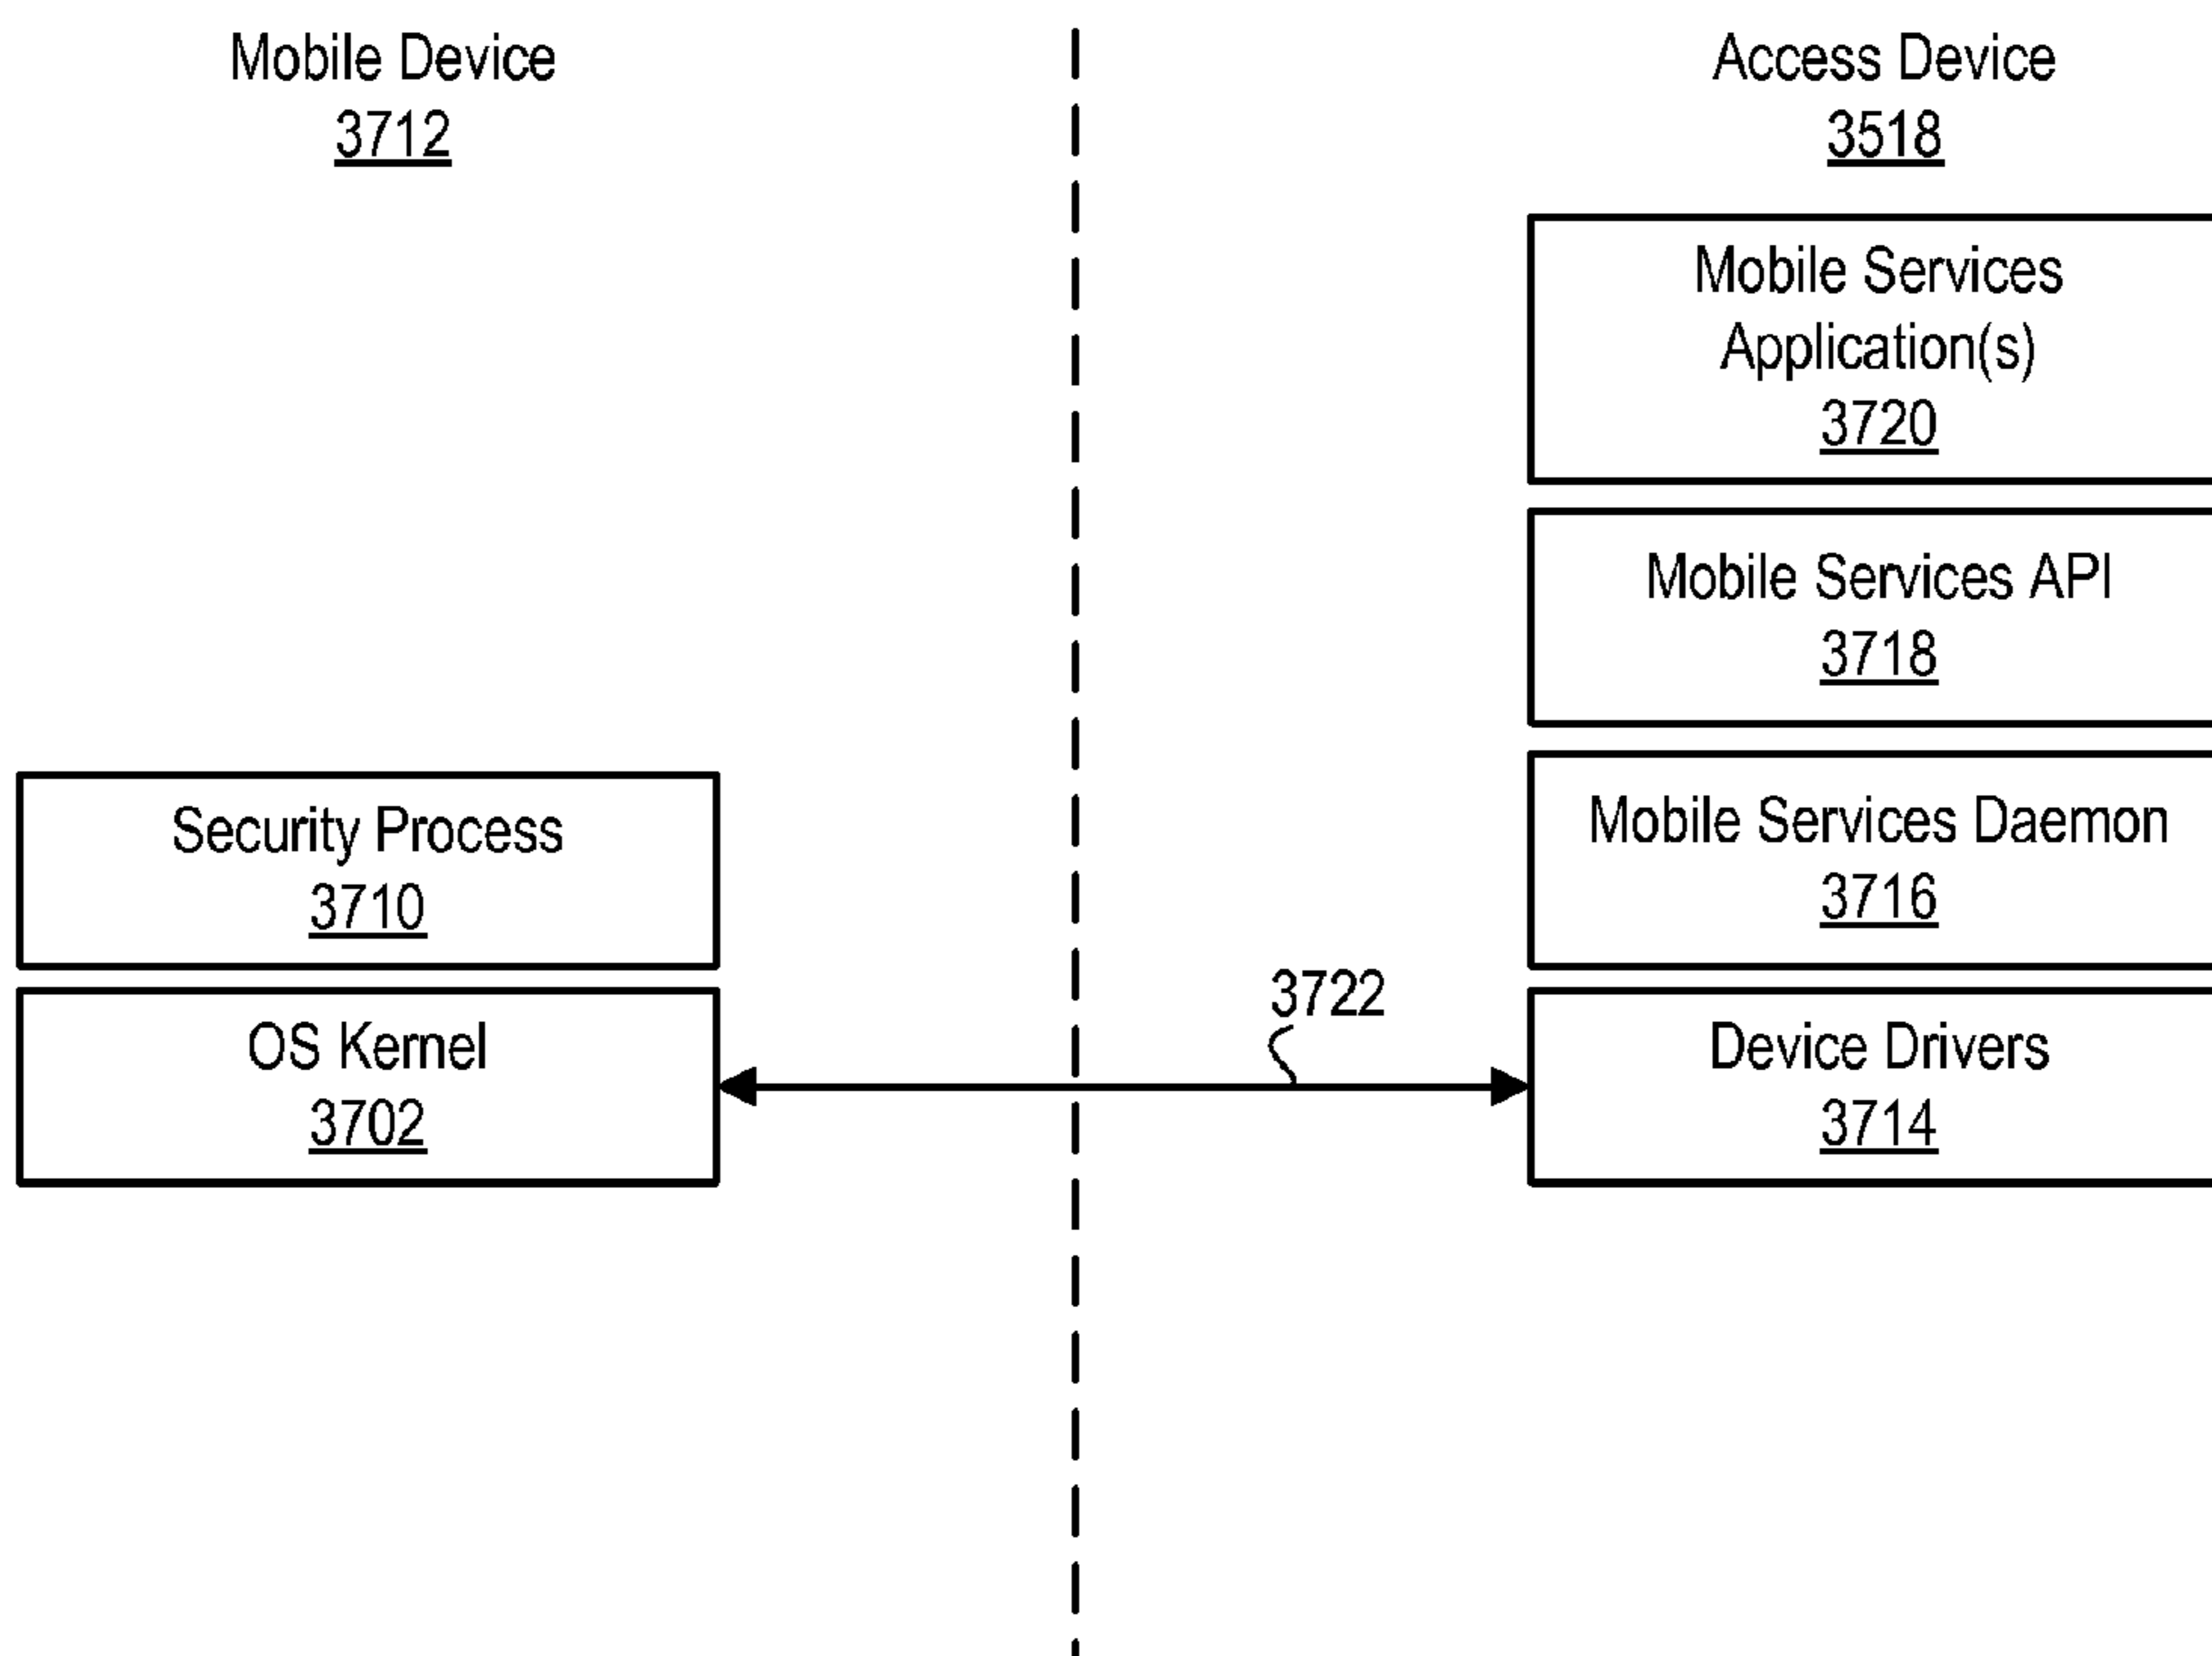 Mobile Device
3712
Access Device
3518
Mobile Services
Application(s)
3720
Mobile Services API
3718
Mobile Services Daemon
3716
Security Process
3710
3722
OS Kernel
3702
Device Drivers
3714